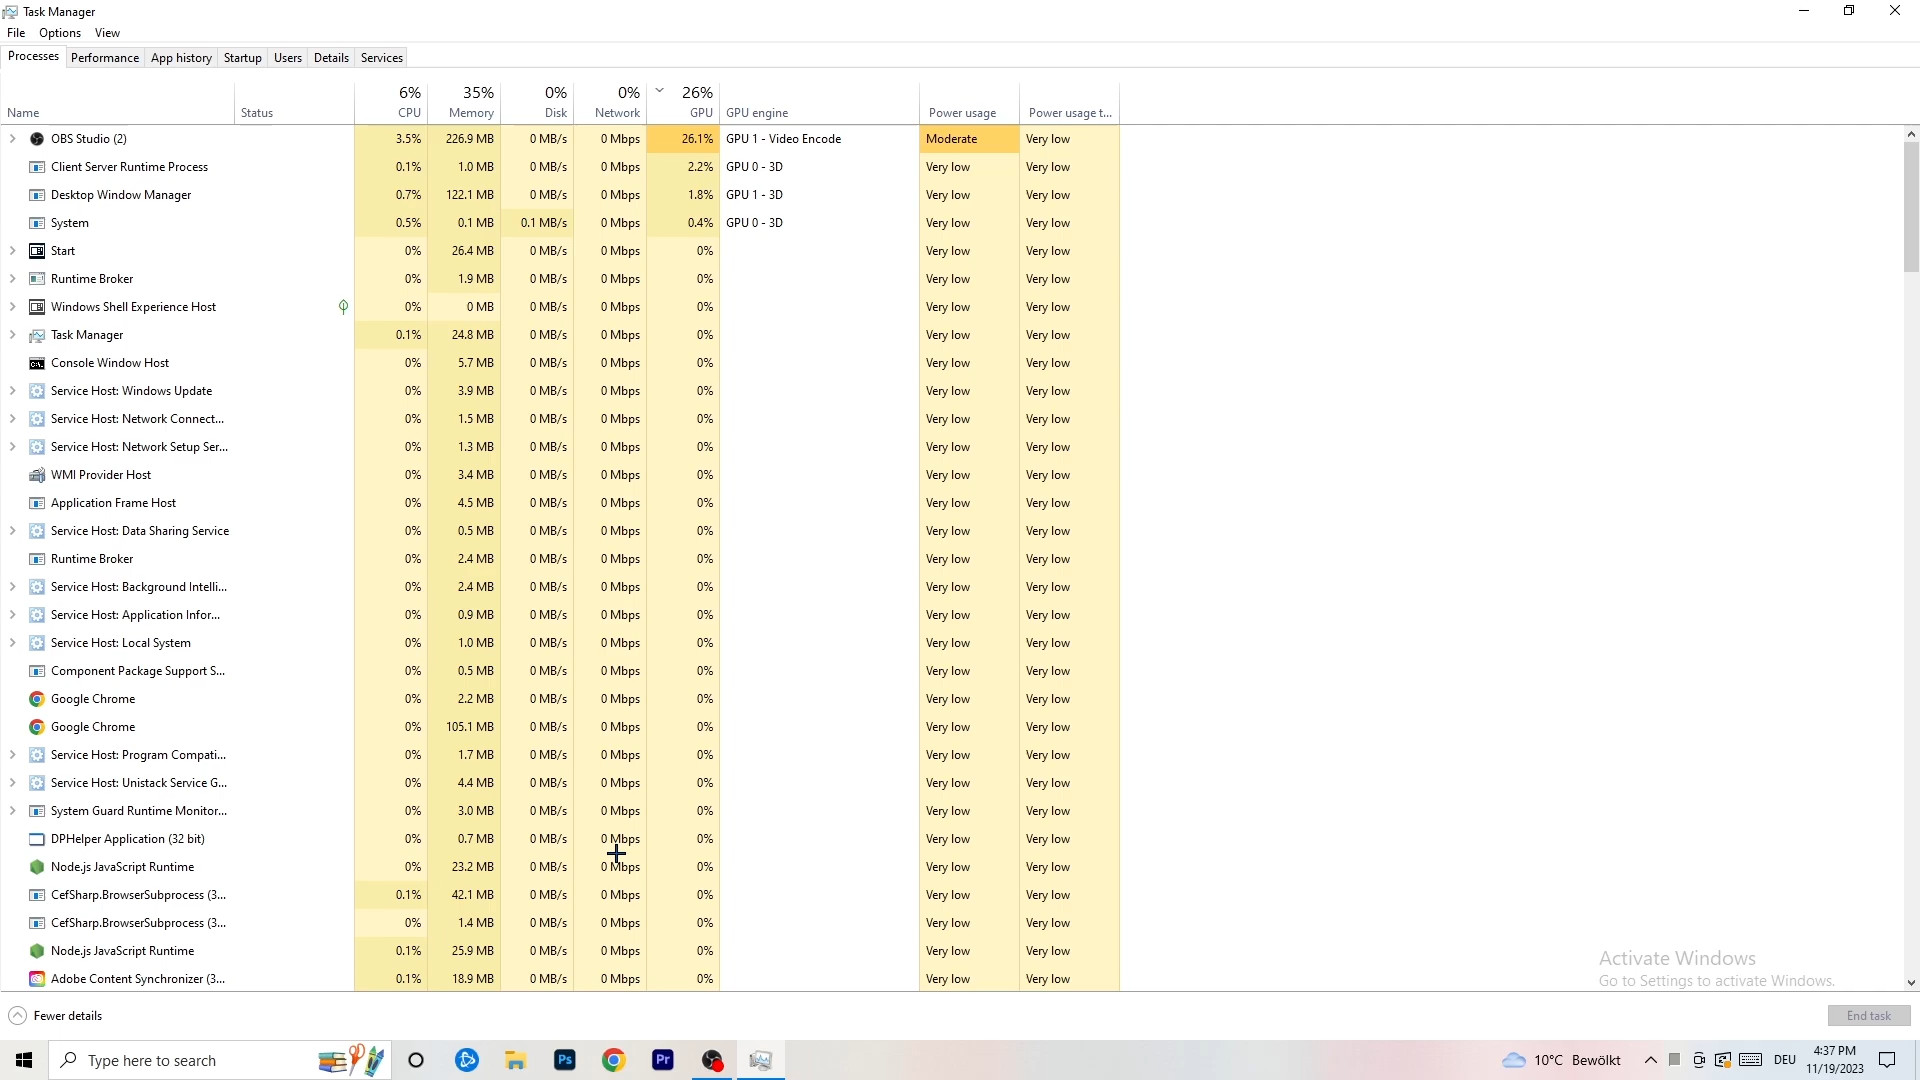 Task Manager
File Options View
Processes Performance App history Startup Users Details Services
6% 35% 0% 0% 26%
Name Status CPU Memory Disk Network GPU GPU engine Power usage Power usage t...
OBS Studio (2) 3.5% 226.9 MB 0 MB/s 0 Mbps 26.1% GPU 1 - Video Encode Moderate Very low
Client Server Runtime Process 0.1% 1.0 MB 0 MB/s 0 Mbps 2.2% GPU 0 - 3D Very low Very low
Desktop Window Manager 0.7% 122.1 MB 0 MB/s 0 Mbps 1.8% GPU 1 - 3D Very low Very low
System 0.5% 0.1 MB 0.1 MB/s 0 Mbps 0.4% GPU 0 - 3D Very low Very low
Start 0% 26.4 MB 0 MB/s 0 Mbps 0% Very low Very low
Runtime Broker 0% 1.9 MB 0 MB/s 0 Mbps 0% Very low Very low
Windows Shell Experience Host 0% 0 MB 0 MB/s 0 Mbps 0% Very low Very low
Task Manager 0.1% 24.8 MB 0 MB/s 0 Mbps 0% Very low Very low
Console Window Host 0% 5.7 MB 0 MB/s 0 Mbps 0% Very low Very low
Service Host: Windows Update 0% 3.9 MB 0 MB/s 0 Mbps 0% Very low Very low
Service Host: Network Connect... 0% 1.5 MB 0 MB/s 0 Mbps 0% Very low Very low
Service Host: Network Setup Ser... 0% 1.3 MB 0 MB/s 0 Mbps 0% Very low Very low
WMI Provider Host 0% 3.4 MB 0 MB/s 0 Mbps 0% Very low Very low
Application Frame Host 0% 4.5 MB 0 MB/s 0 Mbps 0% Very low Very low
Service Host: Data Sharing Service 0% 0.5 MB 0 MB/s 0 Mbps 0% Very low Very low
Runtime Broker 0% 2.4 MB 0 MB/s 0 Mbps 0% Very low Very low
Service Host: Background Intelli... 0% 2.4 MB 0 MB/s 0 Mbps 0% Very low Very low
Service Host: Application Infor... 0% 0.9 MB 0 MB/s 0 Mbps 0% Very low Very low
Service Host: Local System 0% 1.0 MB 0 MB/s 0 Mbps 0% Very low Very low
Component Package Support S... 0% 0.5 MB 0 MB/s 0 Mbps 0% Very low Very low
Google Chrome 0% 2.2 MB 0 MB/s 0 Mbps 0% Very low Very low
Google Chrome 0% 105.1 MB 0 MB/s 0 Mbps 0% Very low Very low
Service Host: Program Compati... 0% 1.7 MB 0 MB/s 0 Mbps 0% Very low Very low
Service Host: Unistack Service G... 0% 4.4 MB 0 MB/s 0 Mbps 0% Very low Very low
System Guard Runtime Monitor... 0% 3.0 MB 0 MB/s 0 Mbps 0% Very low Very low
DPHelper Application (32 bit) 0% 0.7 MB 0 MB/s 0 Mbps 0% Very low Very low
Node.js JavaScript Runtime 0% 23.2 MB 0 MB/s 0 Mbps 0% Very low Very low
CefSharp.BrowserSubprocess (3... 0.1% 42.1 MB 0 MB/s 0 Mbps 0% Very low Very low
CefSharp.BrowserSubprocess (3... 0% 1.4 MB 0 MB/s 0 Mbps 0% Very low Very low
Node.js JavaScript Runtime 0.1% 25.9 MB 0 MB/s 0 Mbps 0% Very low Very low
Adobe Content Synchronizer (3... 0.1% 18.9 MB 0 MB/s 0 Mbps 0% Very low Very low
Activate Windows
Go to Settings to activate Windows.
Fewer details End task
Type here to search Ps Pr 10°C Bewölkt DEU 4:37 PM
11/19/2023